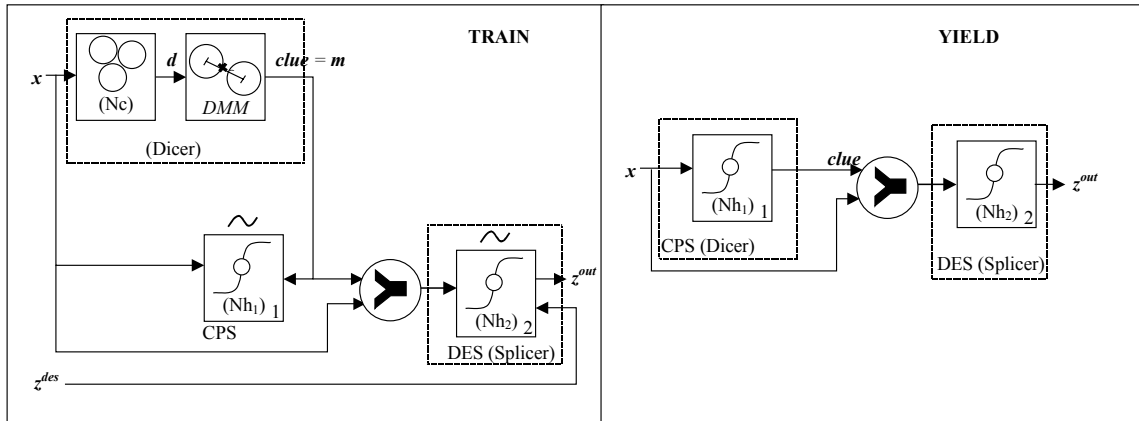 TRAIN
x
d
clue = m
(Nc)
DMM
(Dicer)
(Nh₁) 1
CPS
z^out
(Nh₂) 2
DES (Splicer)
z^des
YIELD
x
clue
(Nh₁) 1
CPS (Dicer)
(Nh₂) 2
z^out
DES (Splicer)